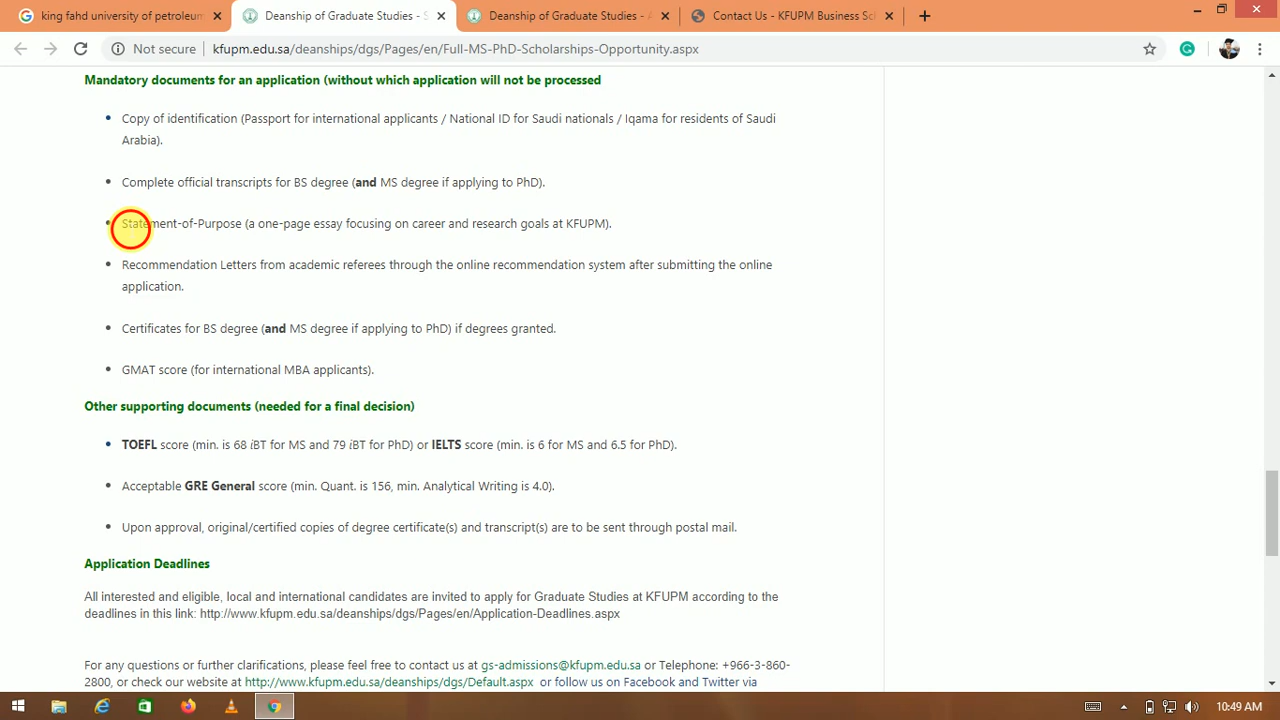 king fahd university of petroleum
Deanship of Graduate Studies - S
Deanship of Graduate Studies - A
Contact Us - KFUPM Business Sch
Not secure
kfupm.edu.sa/deanships/dgs/Pages/en/Full-MS-PhD-Scholarships-Opportunity.aspx
Mandatory documents for an application (without which application will not be processed
Copy of identification (Passport for international applicants / National ID for Saudi nationals / Iqama for residents of Saudi
Arabia).
Complete official transcripts for BS degree (and MS degree if applying to PhD).
Statement-of-Purpose (a one-page essay focusing on career and research goals at KFUPM).
Recommendation Letters from academic referees through the online recommendation system after submitting the online
application.
Certificates for BS degree (and MS degree if applying to PhD) if degrees granted.
GMAT score (for international MBA applicants).
Other supporting documents (needed for a final decision)
TOEFL score (min. is 68 iBT for MS and 79 iBT for PhD) or IELTS score (min. is 6 for MS and 6.5 for PhD).
Acceptable GRE General score (min. Quant. is 156, min. Analytical Writing is 4.0).
Upon approval, original/certified copies of degree certificate(s) and transcript(s) are to be sent through postal mail.
Application Deadlines
All interested and eligible, local and international candidates are invited to apply for Graduate Studies at KFUPM according to the
deadlines in this link: http://www.kfupm.edu.sa/deanships/dgs/Pages/en/Application-Deadlines.aspx
For any questions or further clarifications, please feel free to contact us at gs-admissions@kfupm.edu.sa or Telephone: +966-3-860-
2800, or check our website at http://www.kfupm.edu.sa/deanships/dgs/Default.aspx or follow us on Facebook and Twitter via
10:49 AM